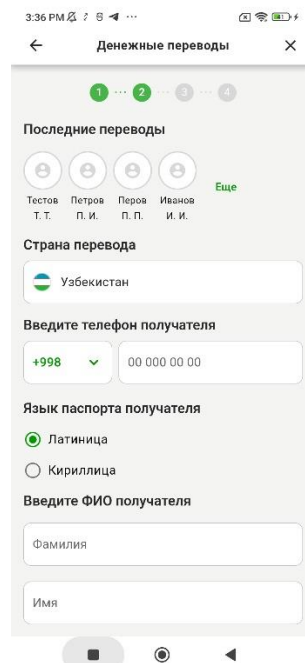 3:36 PM
Денежные переводы
1 ... 2 ... 3 ... 4
Последние переводы
Тестов Т. Т.
Петров П. И.
Перов П. П.
Иванов И. И.
Еще
Страна перевода
Узбекистан
Введите телефон получателя
+998
00 000 00 00
Язык паспорта получателя
Латиница
Кириллица
Введите ФИО получателя
Фамилия
Имя